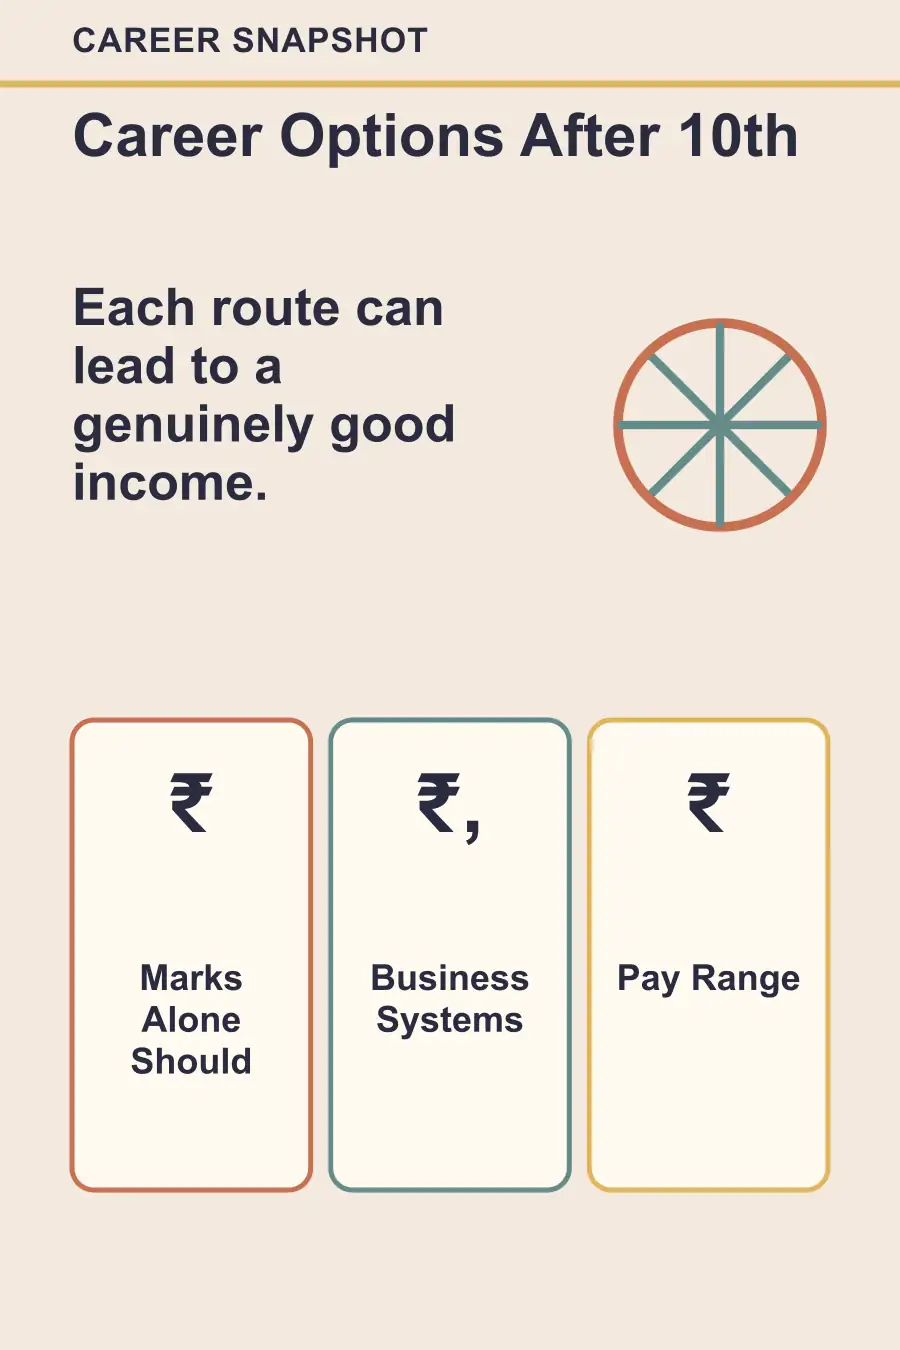 CAREER SNAPSHOT
Career Options After 10th
Each route can
lead to a
genuinely good
income.
₹
Marks
Alone
Should
₹,
Business
Systems
₹
Pay Range